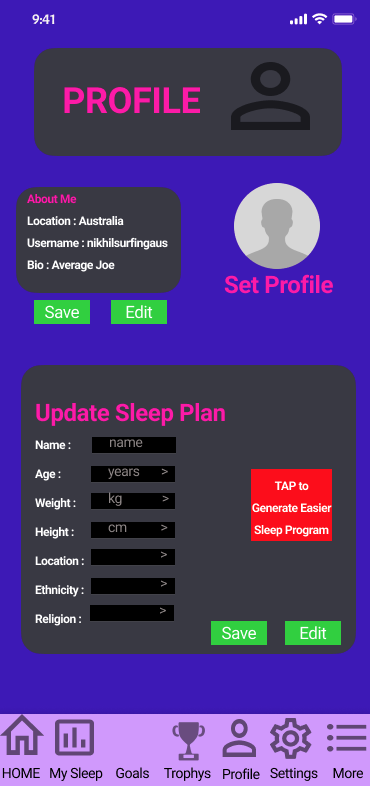 9:41
PROFILE
About Me
Location : Australia
Username : nikhilsurfingaus
Bio : Average Joe
Save
Edit
Set Profile
Update Sleep Plan
Name : name
Age : years >
Weight : kg >
Height : cm >
Location : >
Ethnicity : >
Religion : >
TAP to
Generate Easier
Sleep Program
Save
Edit
HOME My Sleep Goals Trophys Profile Settings More